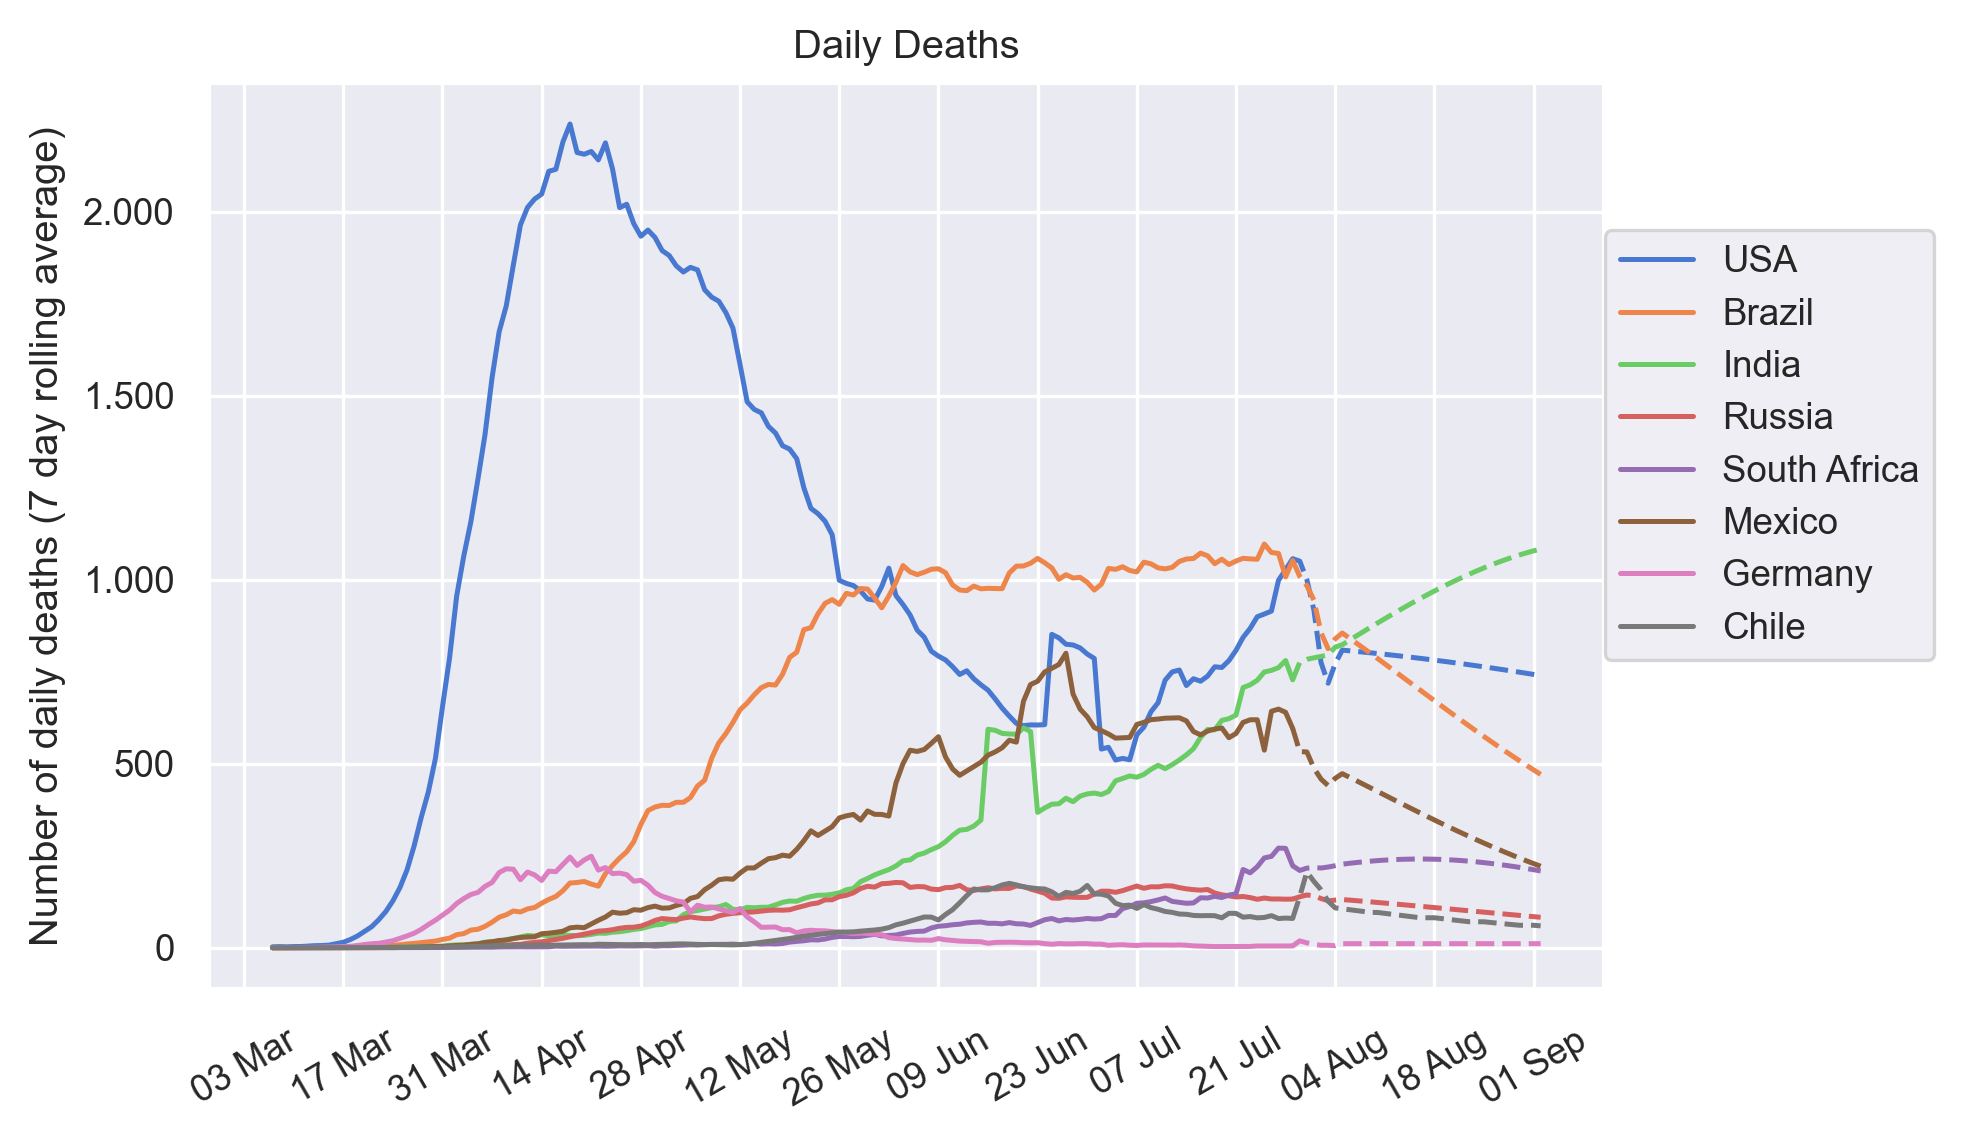 Daily Deaths
Number of daily deaths (7 day rolling average)
2.000
1.500
1.000
500
0
03 Mar
17 Mar
31 Mar
14 Apr
28 Apr
12 May
26 May
09 Jun
23 Jun
07 Jul
21 Jul
04 Aug
18 Aug
01 Sep
USA
Brazil
India
Russia
South Africa
Mexico
Germany
Chile